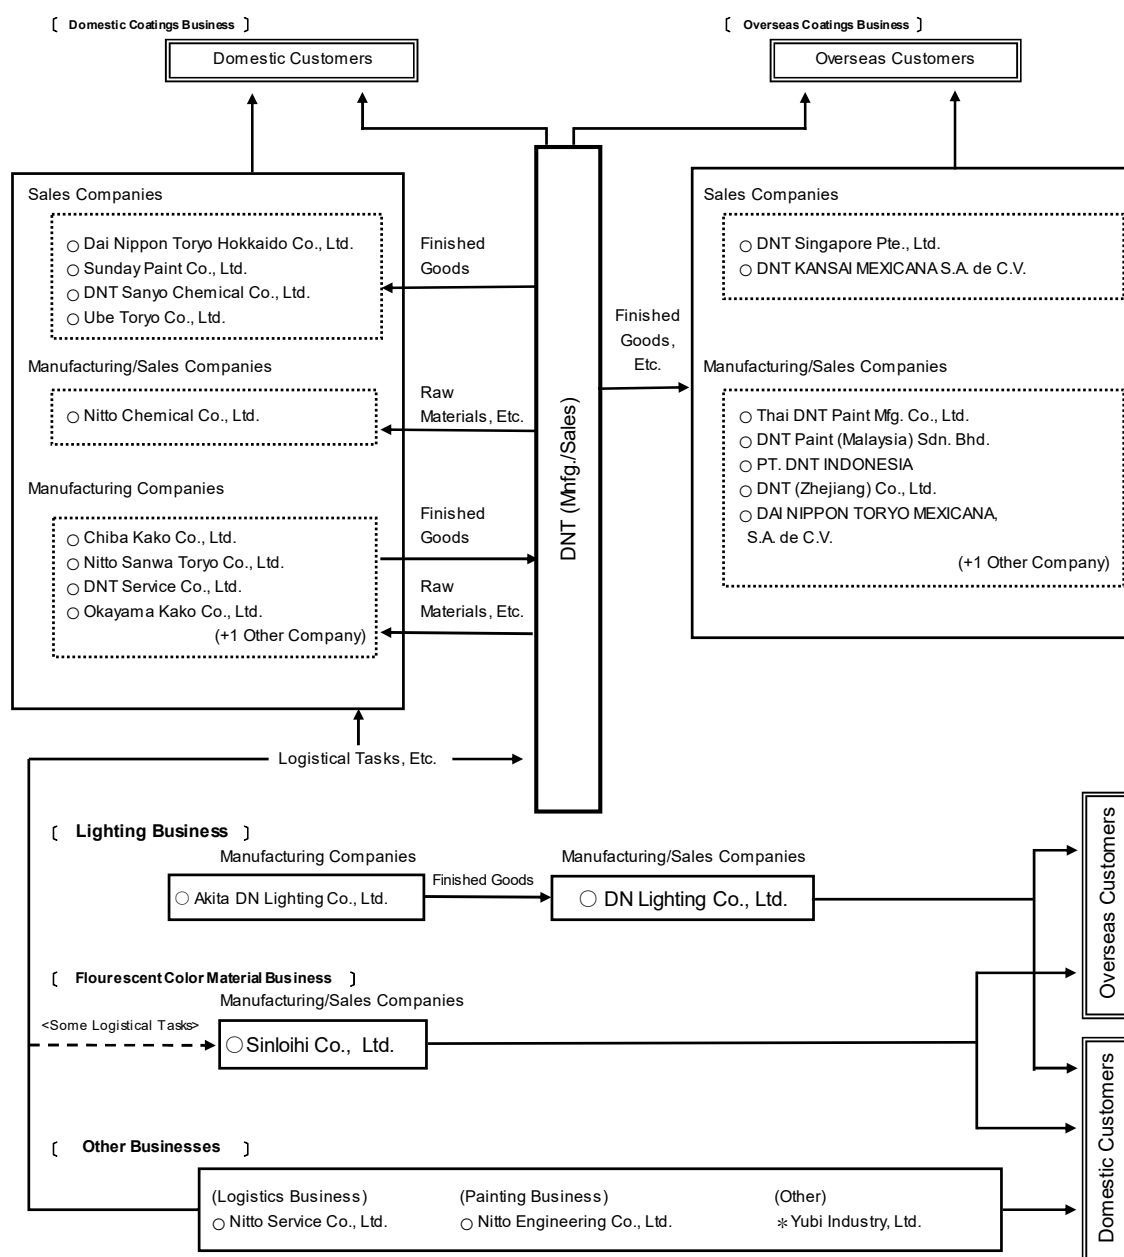 〔 Domestic Coatings Business 〕
Domestic Customers
Sales Companies
○ Dai Nippon Toryo Hokkaido Co., Ltd.
○ Sunday Paint Co., Ltd.
○ DNT Sanyo Chemical Co., Ltd.
○ Ube Toryo Co., Ltd.
Manufacturing/Sales Companies
○ Nitto Chemical Co., Ltd.
Manufacturing Companies
○ Chiba Kako Co., Ltd.
○ Nitto Sanwa Toryo Co., Ltd.
○ DNT Service Co., Ltd.
○ Okayama Kako Co., Ltd.
(+1 Other Company)
Finished
Goods
Raw
Materials, Etc.
Finished
Goods
Raw
Materials, Etc.
DNT (Mnfg./Sales)
〔 Overseas Coatings Business 〕
Overseas Customers
Finished
Goods,
Etc.
Sales Companies
○ DNT Singapore Pte., Ltd.
○ DNT KANSAI MEXICANA S.A. de C.V.
Manufacturing/Sales Companies
○ Thai DNT Paint Mfg. Co., Ltd.
○ DNT Paint (Malaysia) Sdn. Bhd.
○ PT. DNT INDONESIA
○ DNT (Zhejiang) Co., Ltd.
○ DAI NIPPON TORYO MEXICANA,
S.A. de C.V.
(+1 Other Company)
Logistical Tasks, Etc.
〔 Lighting Business 〕
Manufacturing Companies
○ Akita DN Lighting Co., Ltd.
Finished Goods
Manufacturing/Sales Companies
○ DN Lighting Co., Ltd.
〔 Flourescent Color Material Business 〕
Manufacturing/Sales Companies
<Some Logistical Tasks>
○ Sinloihi Co., Ltd.
〔 Other Businesses 〕
(Logistics Business)
○ Nitto Service Co., Ltd.
(Painting Business)
○ Nitto Engineering Co., Ltd.
(Other)
＊Yubi Industry, Ltd.
Overseas Customers
Domestic Customers